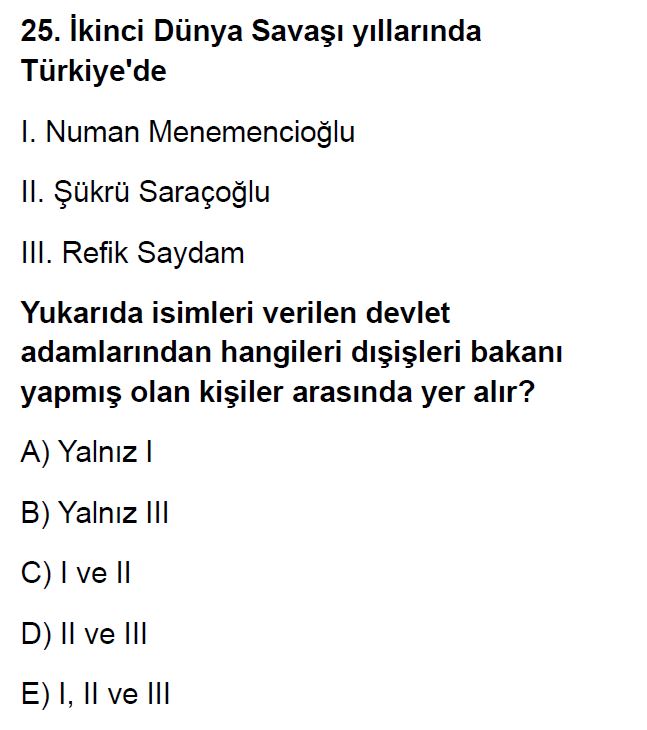 25. İkinci Dünya Savaşı yıllarında
Türkiye'de
I. Numan Menemencioğlu
II. Şükrü Saraçoğlu
III. Refik Saydam
Yukarıda isimleri verilen devlet
adamlarından hangileri dışişleri bakanı
yapmış olan kişiler arasında yer alır?
A) Yalnız I
B) Yalnız III
C) I ve II
D) II ve III
E) I, II ve III